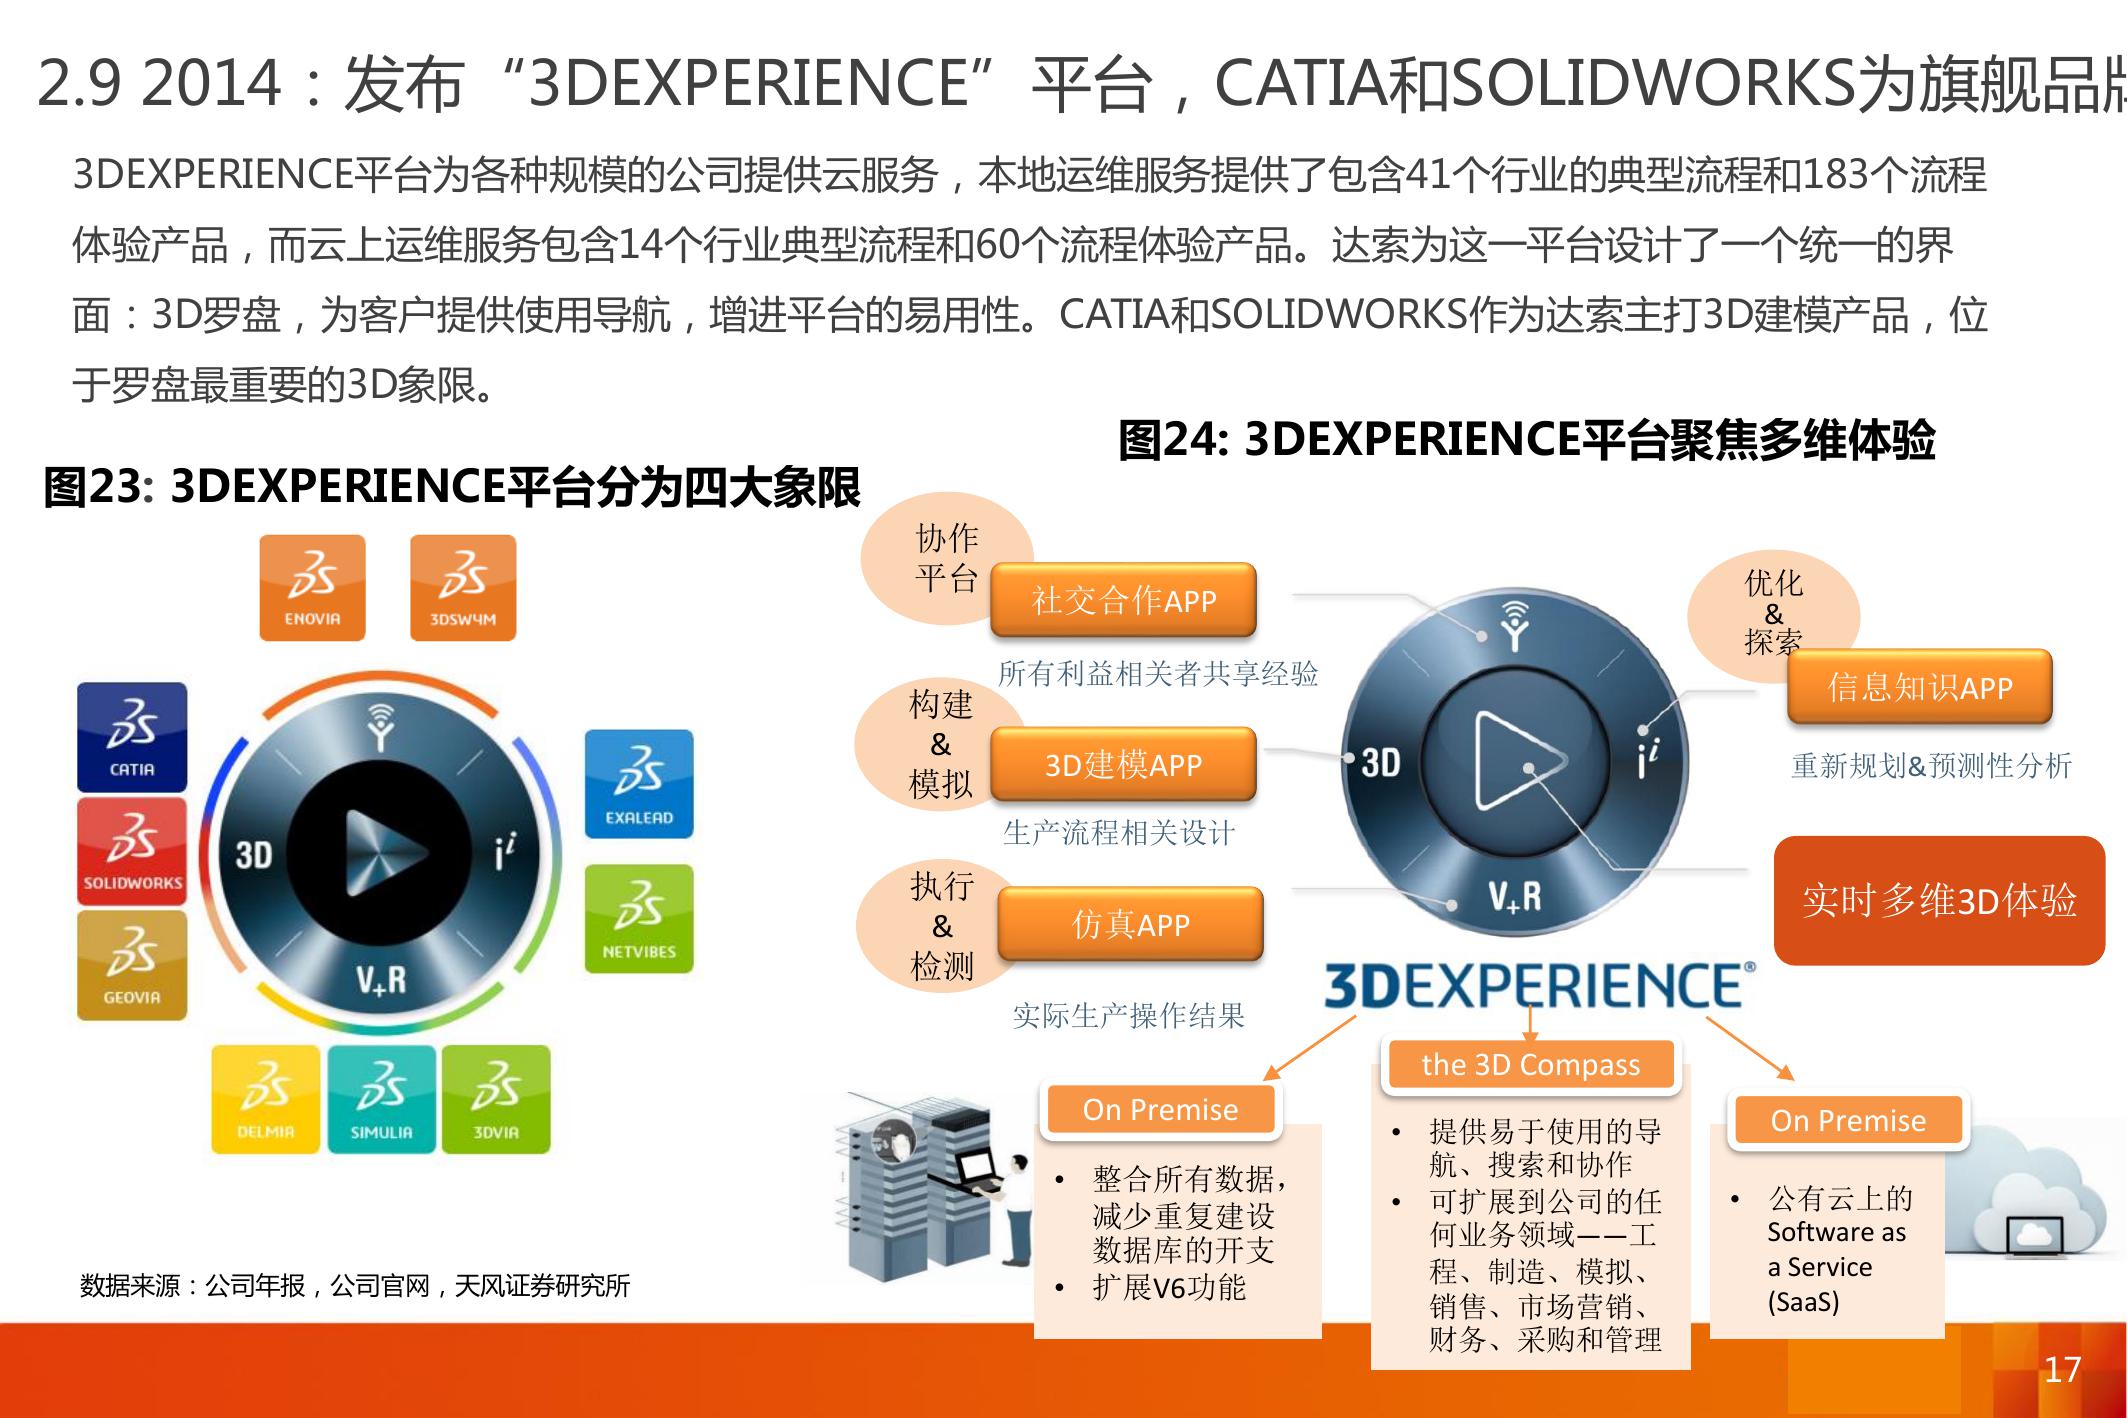 2.9 2014：发布“3DEXPERIENCE”平台，CATIA和SOLIDWORKS为旗舰品牌
3DEXPERIENCE平台为各种规模的公司提供云服务，本地运维服务提供了包含41个行业的典型流程和183个流程
体验产品，而云上运维服务包含14个行业典型流程和60个流程体验产品。达索为这一平台设计了一个统一的界
面：3D罗盘，为客户提供使用导航，增进平台的易用性。CATIA和SOLIDWORKS作为达索主打3D建模产品，位
于罗盘最重要的3D象限。
图23: 3DEXPERIENCE平台分为四大象限
ENOVIA
3DSWYM
CATIA
SOLIDWORKS
GEOVIA
3D
i i
V+R
EXALEAD
NETVIBES
DELMIA
SIMULIA
3DVIA
数据来源：公司年报，公司官网，天风证券研究所
图24: 3DEXPERIENCE平台聚焦多维体验
协作
平台
社交合作APP
所有利益相关者共享经验
构建
&
模拟
3D建模APP
生产流程相关设计
执行
&
检测
仿真APP
实际生产操作结果
3D
i i
V+R
优化
&
探索
信息知识APP
重新规划&预测性分析
实时多维3D体验
3DEXPERIENCE®
On Premise
• 整合所有数据，
减少重复建设
数据库的开支
• 扩展V6功能
the 3D Compass
• 提供易于使用的导
航、搜索和协作
• 可扩展到公司的任
何业务领域——工
程、制造、模拟、
销售、市场营销、
财务、采购和管理
On Premise
• 公有云上的
Software as
a Service
(SaaS)
17